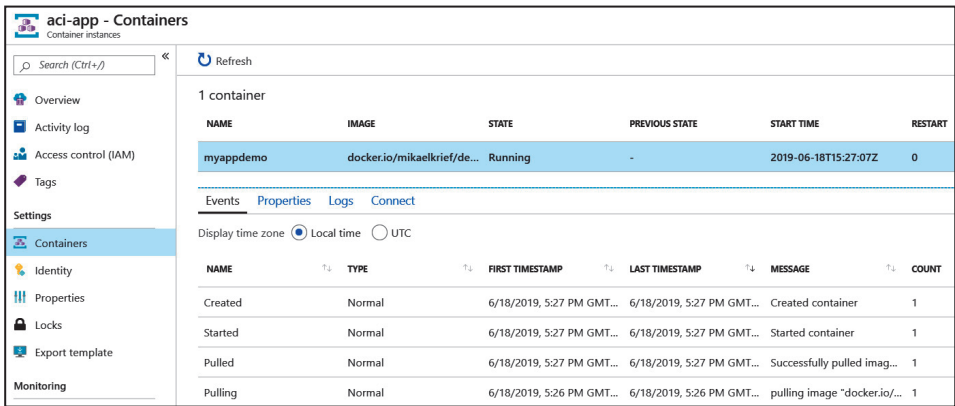 aci-app - Containers
Container instances
Search (Ctrl+/)
«
Overview
Activity log
Access control (IAM)
Tags
Settings
Containers
Identity
Properties
Locks
Export template
Monitoring
Refresh
1 container
NAME IMAGE STATE PREVIOUS STATE START TIME RESTART
myappdemo docker.io/mikaelkrief/de... Running - 2019-06-18T15:27:07Z 0
Events Properties Logs Connect
Display time zone Local time UTC
NAME ↑↓ TYPE ↑↓ FIRST TIMESTAMP ↑↓ LAST TIMESTAMP ↑↓ MESSAGE ↑↓ COUNT
Created Normal 6/18/2019, 5:27 PM GMT... 6/18/2019, 5:27 PM GMT... Created container 1
Started Normal 6/18/2019, 5:27 PM GMT... 6/18/2019, 5:27 PM GMT... Started container 1
Pulled Normal 6/18/2019, 5:27 PM GMT... 6/18/2019, 5:27 PM GMT... Successfully pulled imag... 1
Pulling Normal 6/18/2019, 5:26 PM GMT... 6/18/2019, 5:26 PM GMT... pulling image "docker.io/... 1